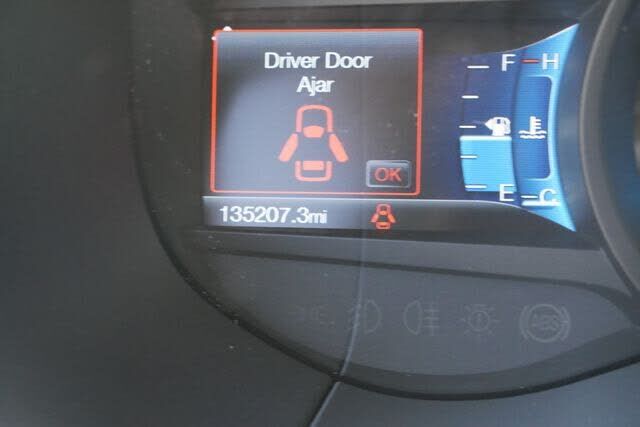 Driver Door
Ajar
OK
135207.3mi
F
H
E
C